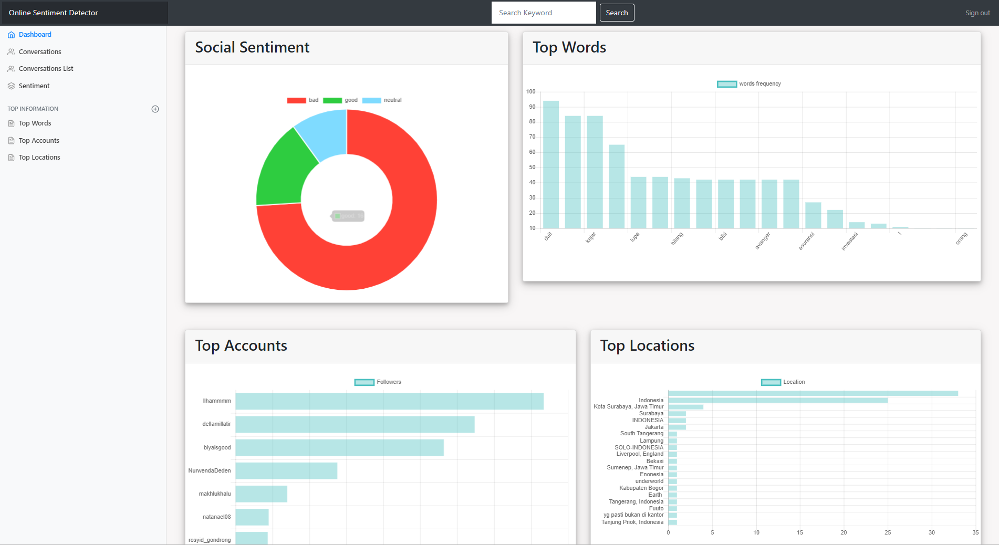 Online Sentiment Detector
Search Keyword
Search
Sign out
Dashboard
Conversations
Conversations List
Sentiment
TOP INFORMATION
Top Words
Top Accounts
Top Locations
Social Sentiment
bad good neutral
good: 16
Top Words
words frequency
100
90
80
70
60
50
40
30
20
10
duit kejar lupa hilang blbi avanger asuransi investasi l orang
Top Accounts
Followers
llhammmm
dellamillatir
biyaisgood
NurwendaDeden
makhlukhalu
natanael08
rosyid_gondrong
Top Locations
Location
Indonesia
Kota Surabaya, Jawa Timur
Surabaya
INDONESIA
Jakarta
South Tangerang
Lampung
SOLO-INDONESIA
Liverpool, England
Bekasi
Sumenep, Jawa Timur
Enonesia
underworld
Kabupaten Bogor
Earth
Tangerang, Indonesia
Fuuto
yg pasti bukan di kantor
Tanjung Priok, Indonesia
0 5 10 15 20 25 30 35